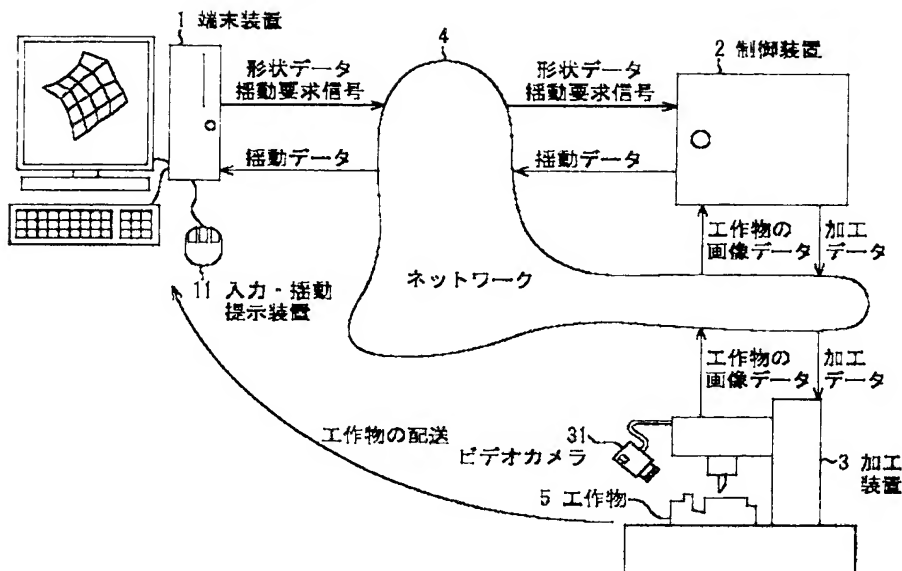 1 端末装置
4
2 制御装置
形状データ
揺動要求信号
形状データ
揺動要求信号
揺動データ
揺動データ
工作物の
画像データ
加工
データ
11 入力・揺動
提示装置
ネットワーク
工作物の
画像データ
加工
データ
工作物の配送
31
ビデオカメラ
3 加工
装置
5 工作物